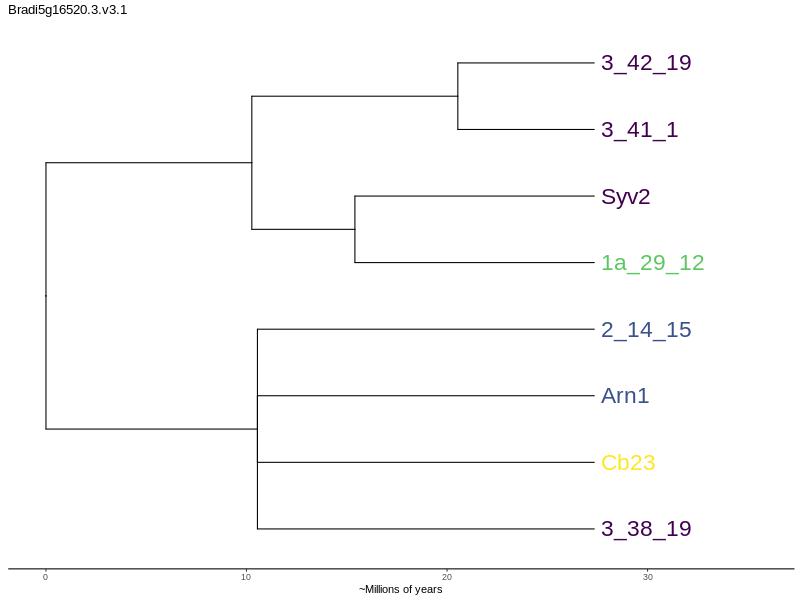 Bradi5g16520.3.v3.1
3_42_19
3_41_1
Syv2
1a_29_12
2_14_15
Arn1
Cb23
3_38_19
0 10 20 30
~Millions of years